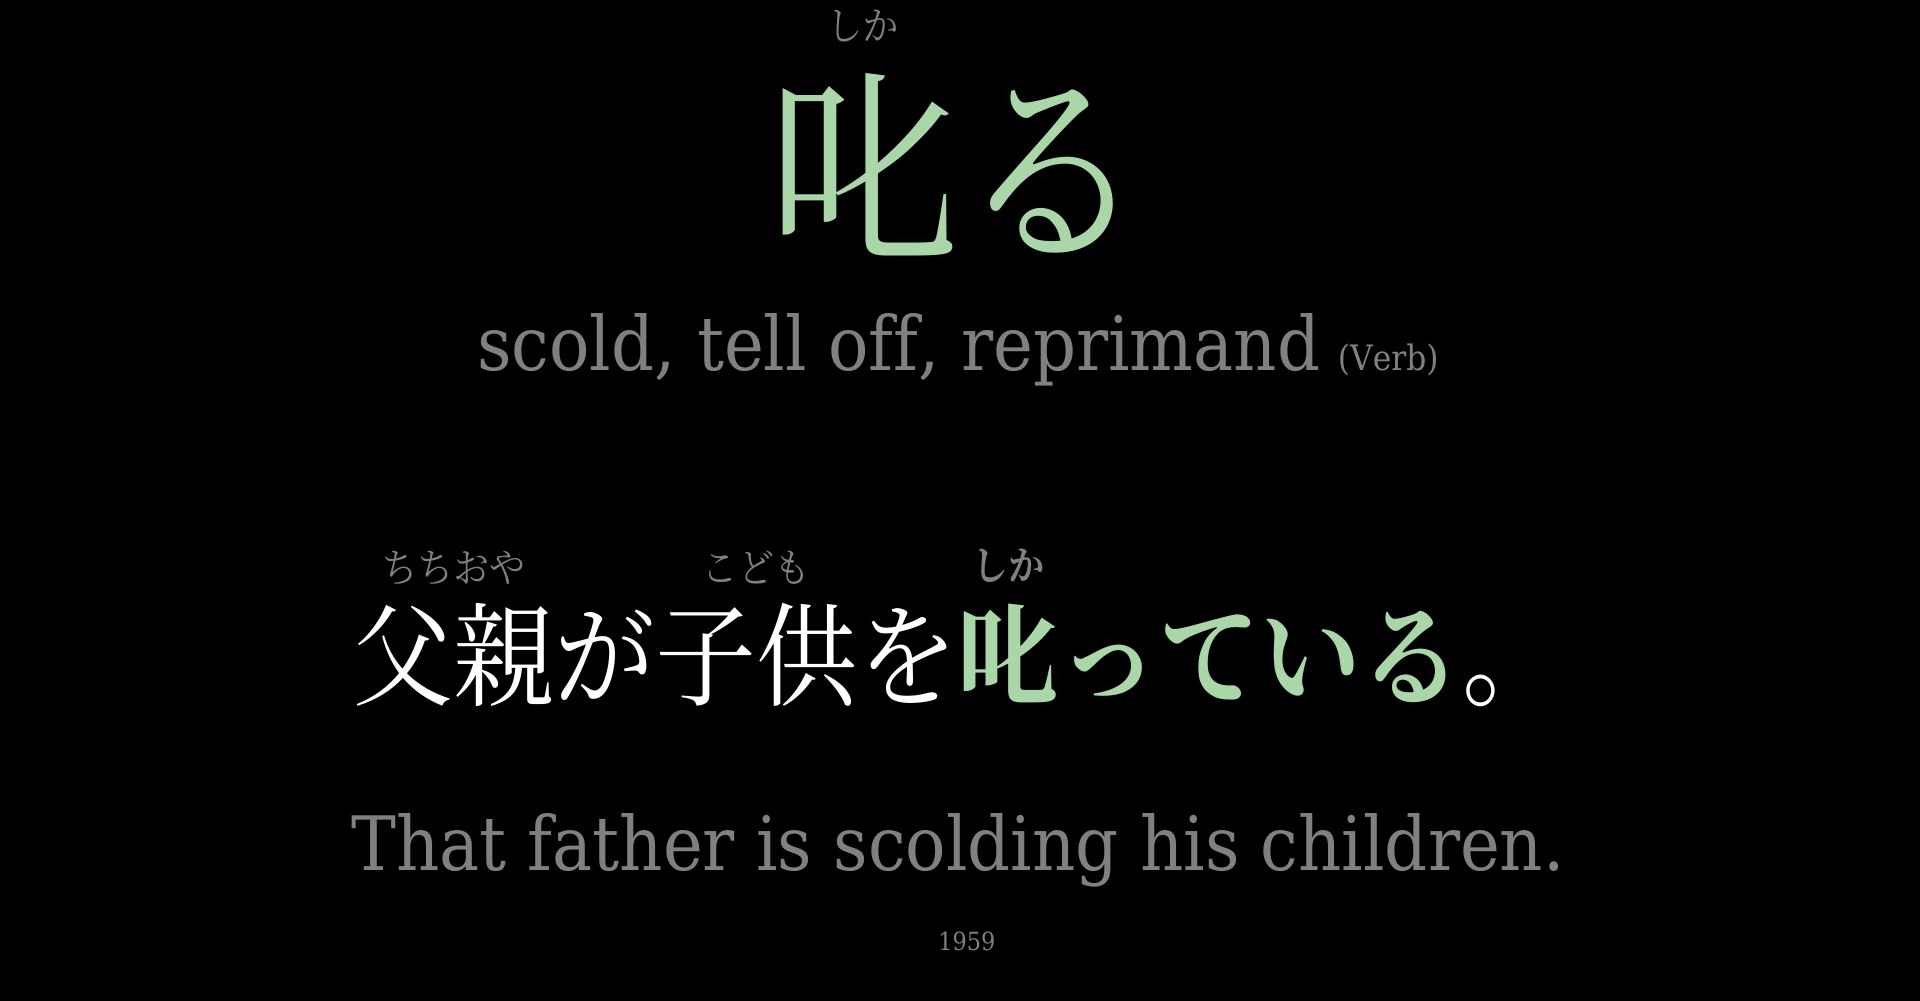 しか
叱る
scold, tell off, reprimand (Verb)
ちちおや こども しか
父親が子供を叱っている。
That father is scolding his children.
1959